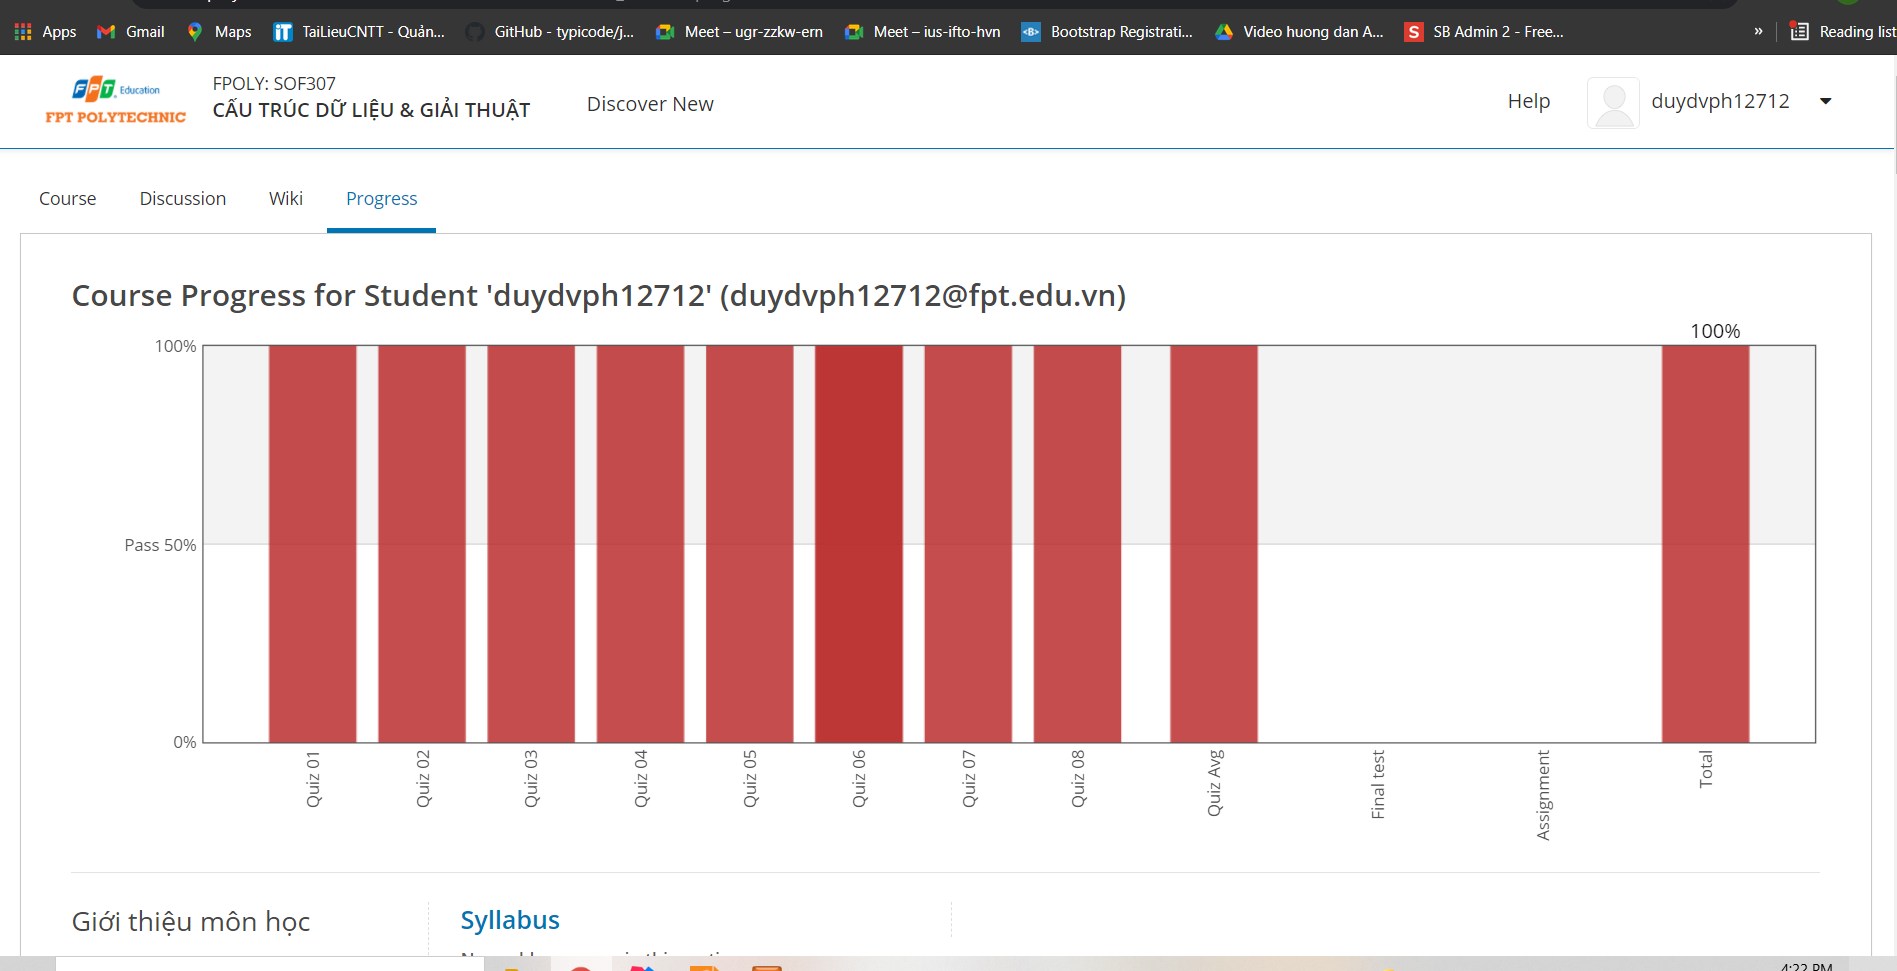 Apps Gmail Maps TaiLieuCNTT - Quản... GitHub - typicode/j... Meet – ugr-zzkw-ern Meet – ius-ifto-hvn Bootstrap Registrati... Video huong dan A... SB Admin 2 - Free... » Reading list
FPT Education
FPT POLYTECHNIC
FPOLY: SOF307
CẤU TRÚC DỮ LIỆU & GIẢI THUẬT
Discover New
Help
duydvph12712
Course Discussion Wiki Progress
Course Progress for Student 'duydvph12712' (duydvph12712@fpt.edu.vn)
100%
100%
Pass 50%
0%
Quiz 01
Quiz 02
Quiz 03
Quiz 04
Quiz 05
Quiz 06
Quiz 07
Quiz 08
Quiz Avg
Final test
Assignment
Total
Giới thiệu môn học
Syllabus
4:22 PM